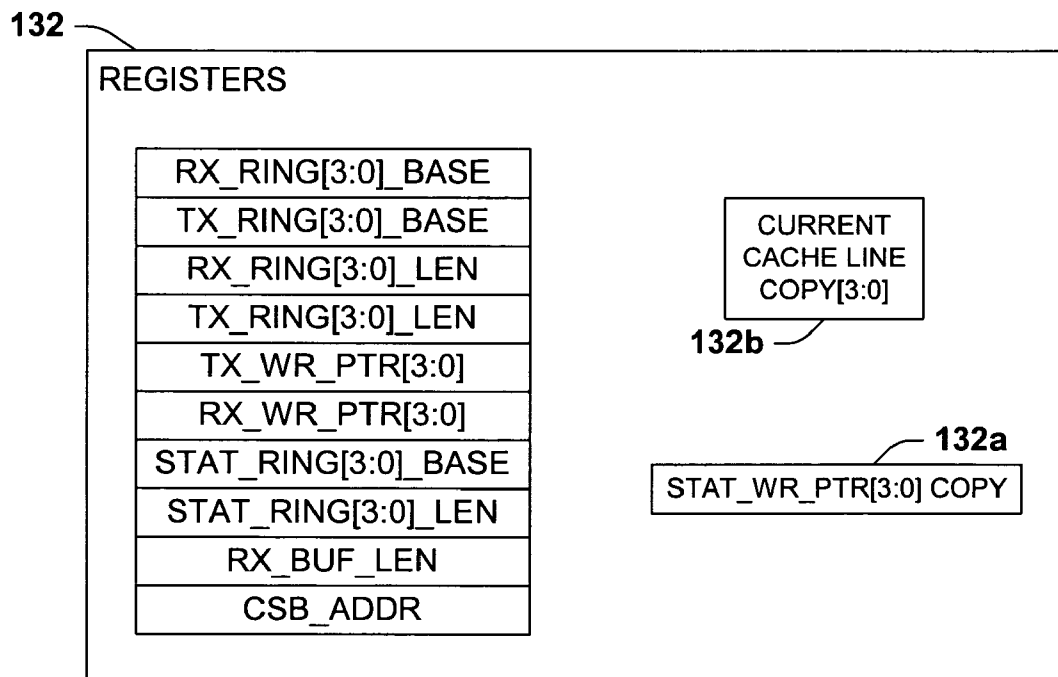 132
REGISTERS
RX_RING[3:0]_BASE
TX_RING[3:0]_BASE
RX_RING[3:0]_LEN
TX_RING[3:0]_LEN
TX_WR_PTR[3:0]
RX_WR_PTR[3:0]
STAT_RING[3:0]_BASE
STAT_RING[3:0]_LEN
RX_BUF_LEN
CSB_ADDR
CURRENT
CACHE LINE
COPY[3:0]
132b
132a
STAT_WR_PTR[3:0] COPY